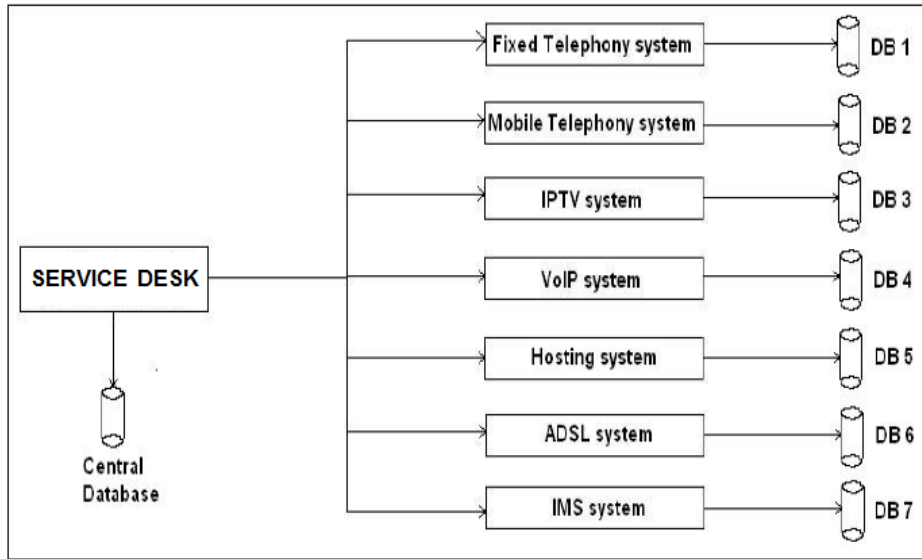 Fixed Telephony system
DB 1
Mobile Telephony system
DB 2
IPTV system
DB 3
SERVICE DESK
VoIP system
DB 4
Hosting system
DB 5
Central
Database
ADSL system
DB 6
IMS system
DB 7